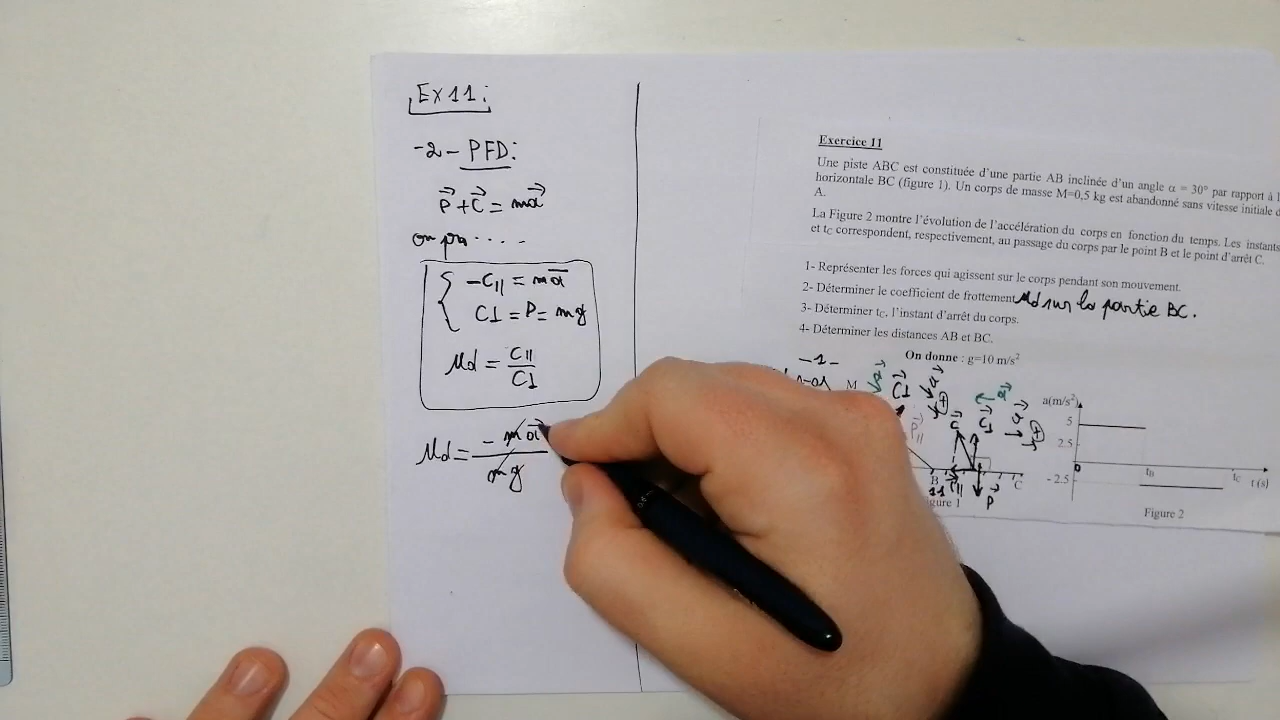 Ex 11:
-2- PFD:
P + C = ma
on pro....
-C// = ma
C⊥ = P = mg
μd = C// / C⊥
μd = - ma / mg
Exercice 11
Une piste ABC est constituée d'une partie AB inclinée d'un angle α = 30° par rapport à l
horizontale BC (figure 1). Un corps de masse M=0,5 kg est abandonné sans vitesse initiale
A.
La Figure 2 montre l'évolution de l'accélération du corps en fonction du temps. Les instants
et tC correspondent, respectivement, au passage du corps par le point B et le point d'arrêt C.
1- Représenter les forces qui agissent sur le corps pendant son mouvement.
2- Déterminer le coefficient de frottement μd sur la partie BC.
3- Déterminer tC, l'instant d'arrêt du corps.
4- Déterminer les distances AB et BC.
On donne : g=10 m/s²
-1-
M
C⊥
P//
C
C⊥
B
C//
P
C
gure 1
a(m/s²)
5
2.5
0
- 2.5
tB
tC
t (s)
Figure 2